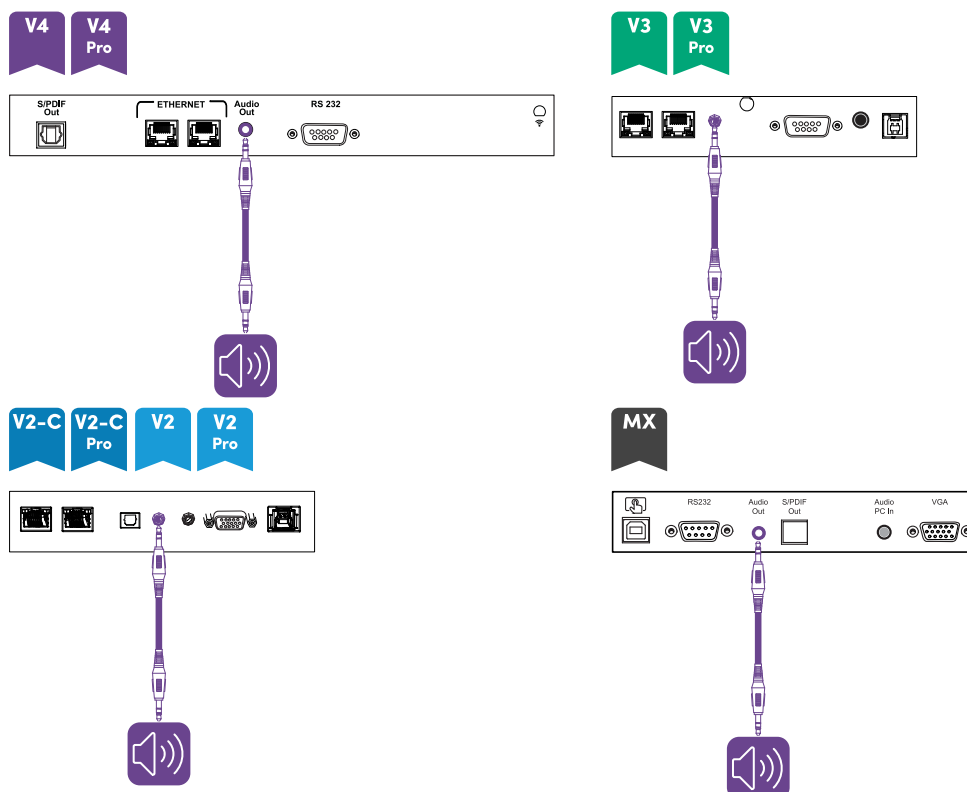 V4 V4 Pro
S/PDIF Out
ETHERNET
Audio Out
RS 232
V3 V3 Pro
V2-C V2-C Pro V2 V2 Pro
MX
RS232
Audio Out
S/PDIF Out
Audio PC In
VGA